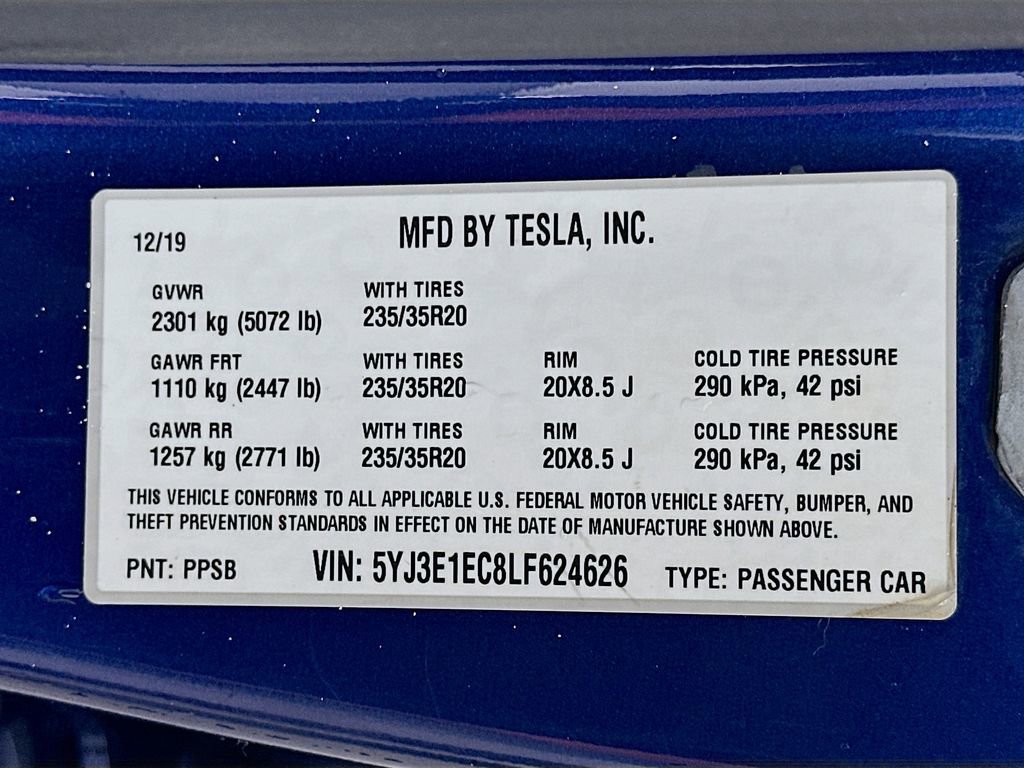 12/19 MFD BY TESLA, INC.
GVWR WITH TIRES
2301 kg (5072 lb) 235/35R20
GAWR FRT WITH TIRES RIM COLD TIRE PRESSURE
1110 kg (2447 lb) 235/35R20 20X8.5 J 290 kPa, 42 psi
GAWR RR WITH TIRES RIM COLD TIRE PRESSURE
1257 kg (2771 lb) 235/35R20 20X8.5 J 290 kPa, 42 psi
THIS VEHICLE CONFORMS TO ALL APPLICABLE U.S. FEDERAL MOTOR VEHICLE SAFETY, BUMPER, AND
THEFT PREVENTION STANDARDS IN EFFECT ON THE DATE OF MANUFACTURE SHOWN ABOVE.
PNT: PPSB VIN: 5YJ3E1EC8LF624626 TYPE: PASSENGER CAR